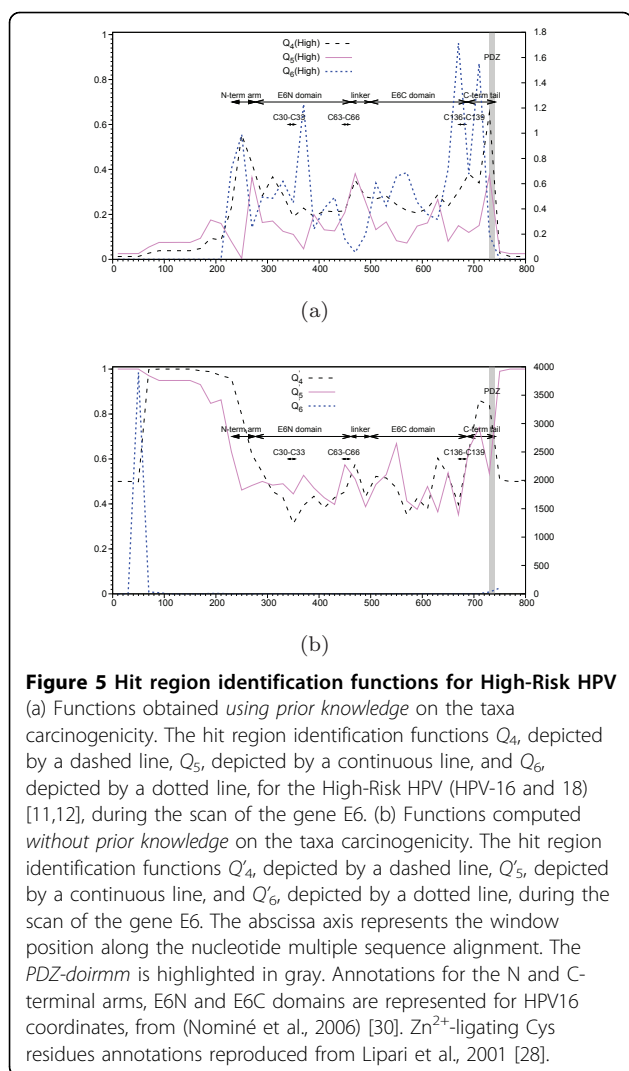 Q4(High)
Q5(High)
Q6(High)
PDZ
N-term arm E6N domain linker E6C domain C-term tail
C30-C33 C63-C66 C136-C139
1 0.8 0.6 0.4 0.2 0
1.8 1.6 1.4 1.2 1 0.8 0.6 0.4 0.2 0
0 100 200 300 400 500 600 700 800
(a)
Q4
Q5
Q6
PDZ
N-term arm E6N domain linker E6C domain C-term tail
C30-C33 C63-C66 C136-C139
1 0.8 0.6 0.4 0.2 0
4000 3500 3000 2500 2000 1500 1000 500 0
0 100 200 300 400 500 600 700 800
(b)
Figure 5 Hit region identification functions for High-Risk HPV
(a) Functions obtained using prior knowledge on the taxa
carcinogenicity. The hit region identification functions Q4, depicted
by a dashed line, Q5, depicted by a continuous line, and Q6,
depicted by a dotted line, for the High-Risk HPV (HPV-16 and 18)
[11,12], during the scan of the gene E6. (b) Functions computed
without prior knowledge on the taxa carcinogenicity. The hit region
identification functions Q'4, depicted by a dashed line, Q'5, depicted
by a continuous line, and Q'6, depicted by a dotted line, during the
scan of the gene E6. The abscissa axis represents the window
position along the nucleotide multiple sequence alignment. The
PDZ-doirmm is highlighted in gray. Annotations for the N and C-
terminal arms, E6N and E6C domains are represented for HPV16
coordinates, from (Nominé et al., 2006) [30]. Zn2+-ligating Cys
residues annotations reproduced from Lipari et al., 2001 [28].